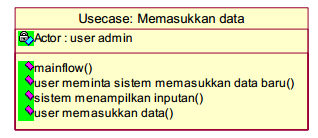 Usecase: Memasukkan data
Actor : user admin
mainflow()
user meminta sistem memasukkan data baru()
sistem menampilkan inputan()
user memasukkan data()